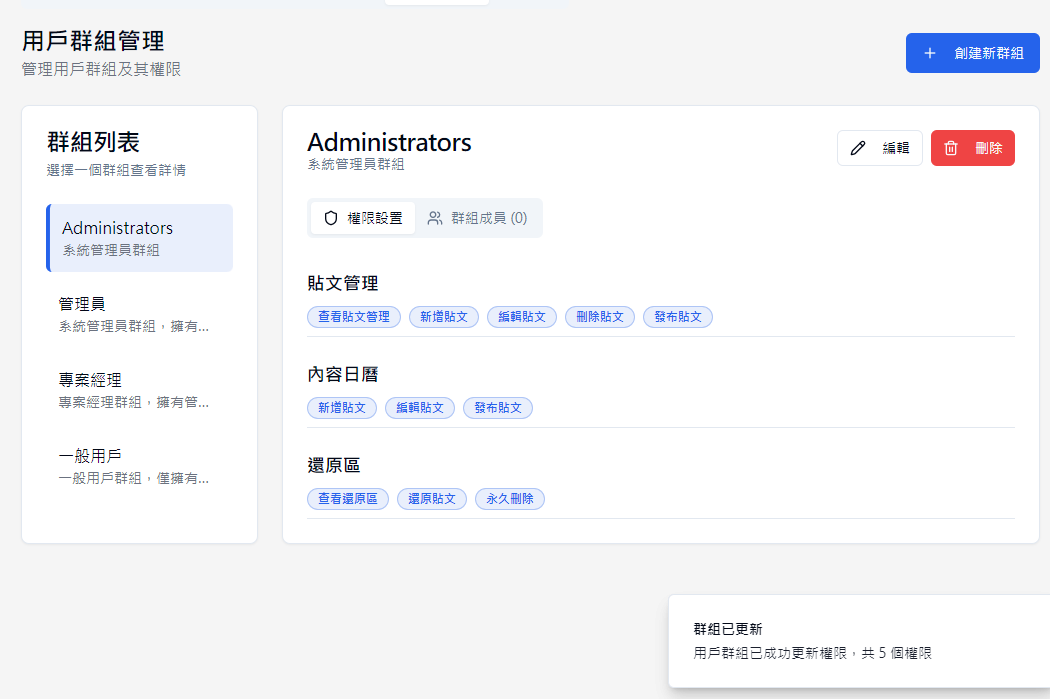 用戶群組管理
管理用戶群組及其權限
創建新群組
群組列表
選擇一個群組查看詳情
Administrators
系統管理員群組
管理員
系統管理員群組，擁有...
專案經理
專案經理群組，擁有管...
一般用戶
一般用戶群組，僅擁有...
Administrators
系統管理員群組
編輯
刪除
權限設置
群組成員 (0)
貼文管理
查看貼文管理 新增貼文 編輯貼文 刪除貼文 發布貼文
內容日曆
新增貼文 編輯貼文 發布貼文
還原區
查看還原區 還原貼文 永久刪除
群組已更新
用戶群組已成功更新權限，共 5 個權限